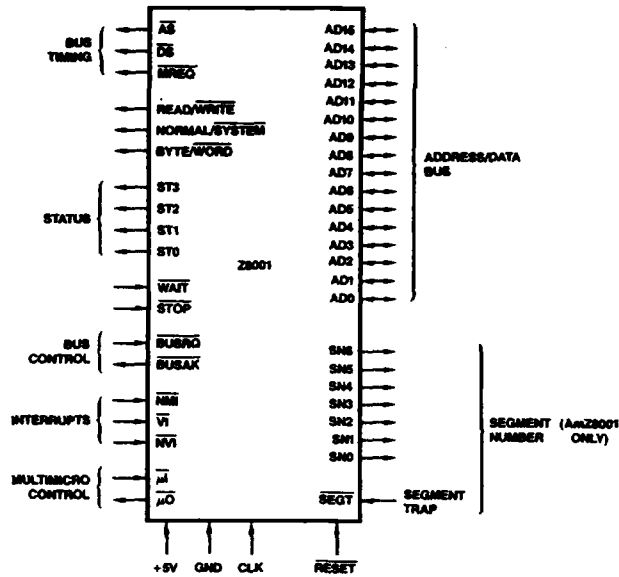 BUS
TIMING
AS
DS
MREQ
READ/WRITE
NORMAL/SYSTEM
BYTE/WORD
STATUS
ST3
ST2
ST1
ST0
WAIT
STOP
BUS
CONTROL
BUSRQ
BUSAK
INTERRUPTS
NMI
VI
NVI
MULTIMICRO
CONTROL
μI
μO
Z8001
AD15
AD14
AD13
AD12
AD11
AD10
AD9
AD8
AD7
AD6
AD5
AD4
AD3
AD2
AD1
AD0
ADDRESS/DATA
BUS
SN6
SN5
SN4
SN3
SN2
SN1
SN0
SEGT
SEGMENT
TRAP
SEGMENT (AmZ8001
NUMBER ONLY)
+5V GND CLK RESET